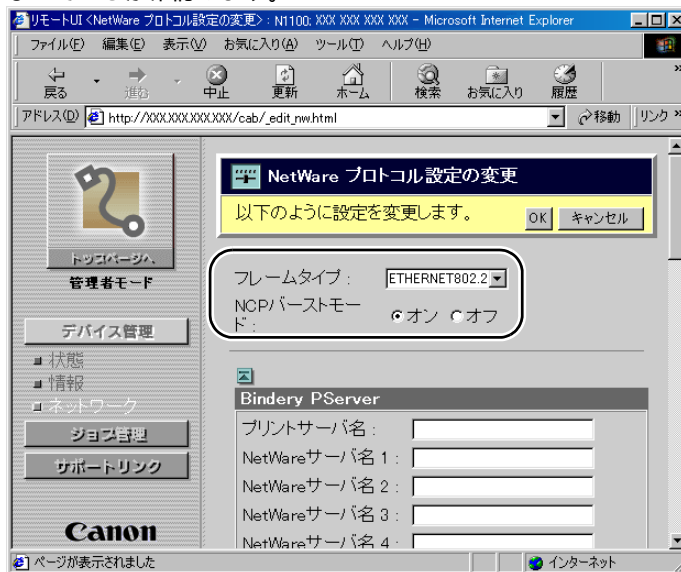 リモートUI <NetWare プロトコル設定の変更> : N1100; XXX XXX XXX XXX - Microsoft Internet Explorer
ファイル(F) 編集(E) 表示(V) お気に入り(A) ツール(T) ヘルプ(H)
戻る 進む 中止 更新 ホーム 検索 お気に入り 履歴 »
アドレス(D) http://XXX.XXX.XXX.XXX/cab/_edit_nw.html 移動 リンク »
トップページへ
管理者モード
デバイス管理
状態
情報
ネットワーク
ジョブ管理
サポートリンク
Canon
NetWare プロトコル設定の変更
以下のように設定を変更します。 OK キャンセル
フレームタイプ : ETHERNET802.2
NCPバーストモー
ド : オン オフ
Bindery PServer
プリントサーバ名 :
NetWareサーバ名 1 :
NetWareサーバ名 2 :
NetWareサーバ名 3 :
NetWareサーバ名 4 :
ページが表示されました インターネット